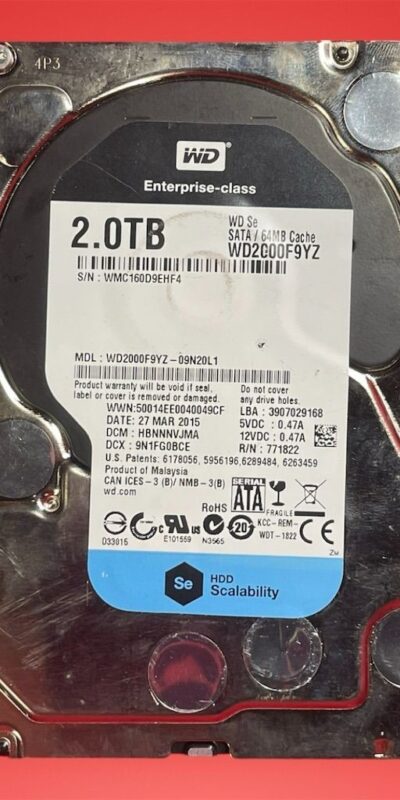 4P3
WD
Enterprise-class
2.0TB
WD Se
SATA / 64MB Cache
WD2000F9YZ
S/N : WMC160D9EHF4
MDL : WD2000F9YZ-09N20L1
Product warranty will be void if seal,
label or cover is removed or damaged.
Do not cover
any drive holes.
WWN:50014EE0040049CF
DATE: 27 MAR 2015
DCM : HBNNNVJMA
DCX : 9N1FG0BCE
LBA : 3907029168
5VDC : 0.47A
12VDC : 0.47A
R/N : 771822
U.S. Patents: 6178056, 5956196,6289484, 6263459
Product of Malaysia
CAN ICES-3 (B)/ NMB-3(B)
wd.com
RoHS
SERIAL
ATA
FRAGILE
D33015
c UL us
E101559
N3565
20
KCC-REM-
WDT-1822
CE
ZM
Se
HDD
Scalability